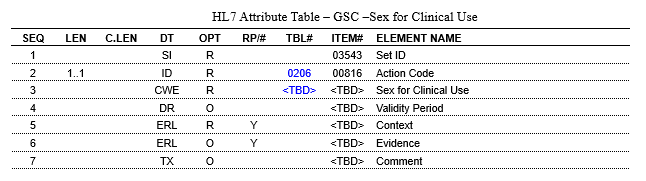 HL7 Attribute Table – GSC –Sex for Clinical Use
SEQ LEN C.LEN DT OPT RP/# TBL# ITEM# ELEMENT NAME
1 SI R 03543 Set ID
2 1..1 ID R 0206 00816 Action Code
3 CWE R <TBD> <TBD> Sex for Clinical Use
4 DR O <TBD> Validity Period
5 ERL R Y <TBD> Context
6 ERL O Y <TBD> Evidence
7 TX O <TBD> Comment